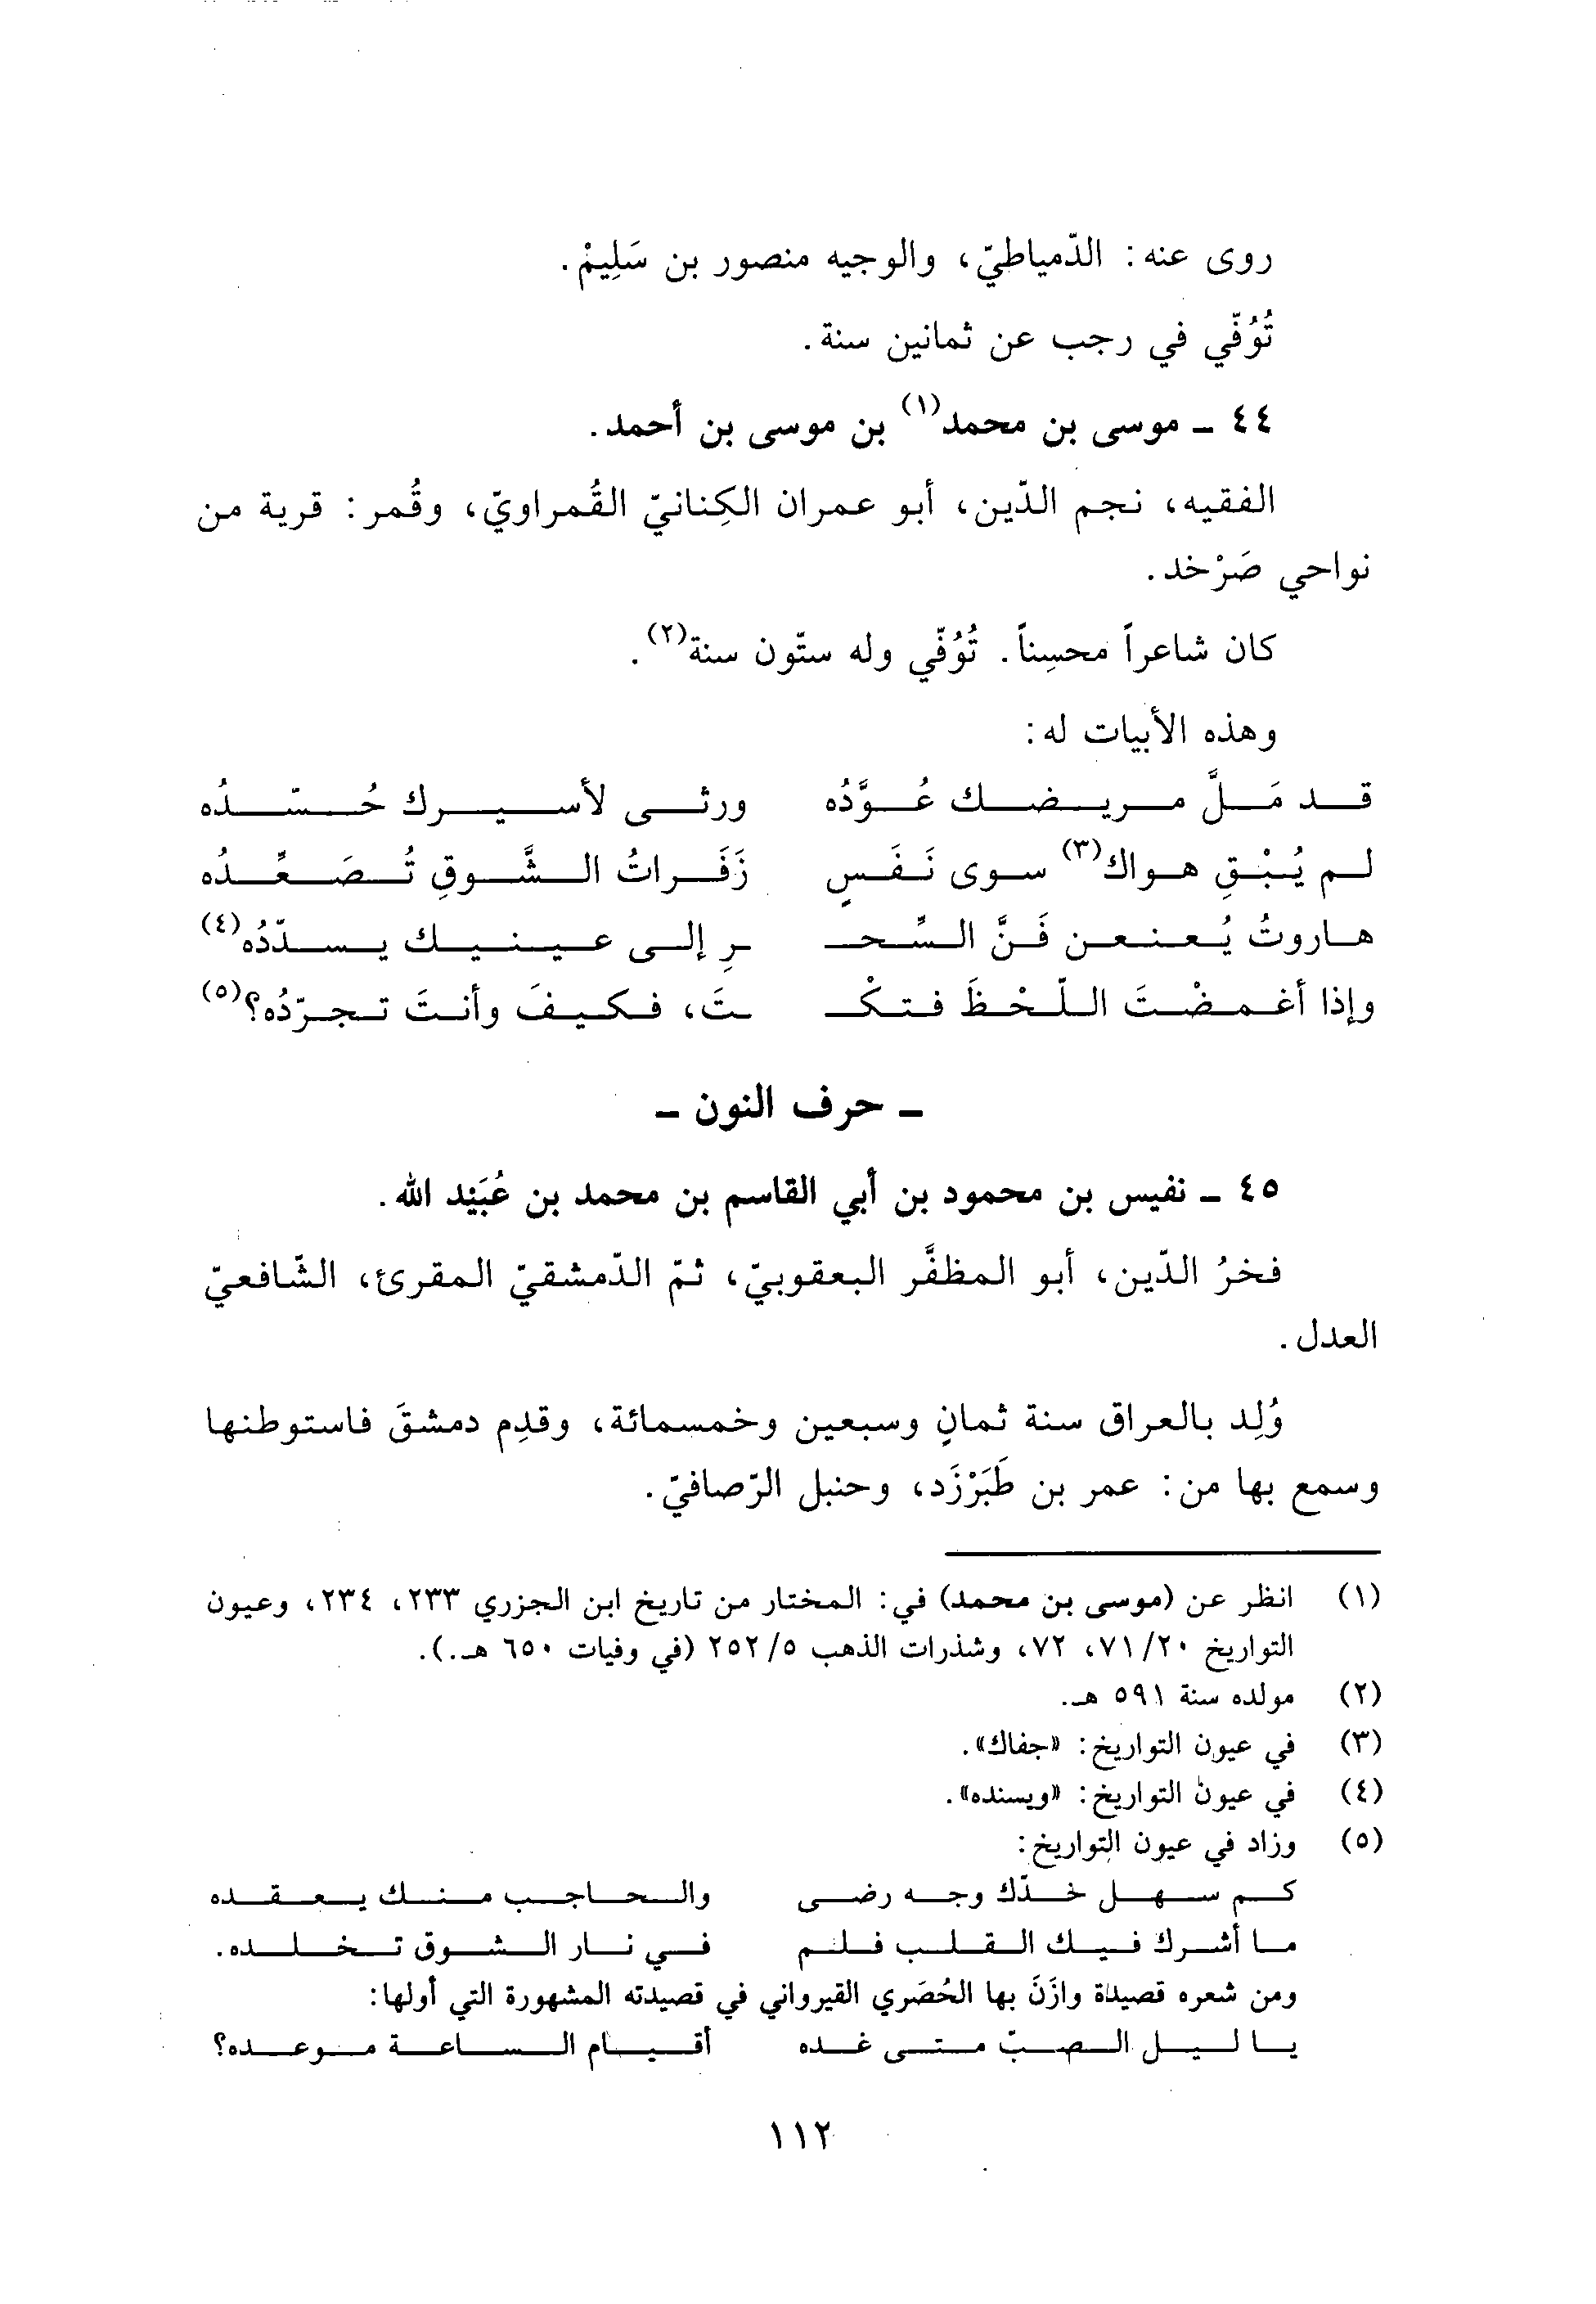 روى عنه: الدّمياطيّ، والوجيه منصور بن سَلِيمْ.
تُوُفّي في رجب عن ثمانين سنة.
٤٤ ـ موسى بن محمد(١) بن موسى بن أحمد.
الفقيه، نجم الدّين، أبو عمران الكِنانيّ القُمراويّ، وقُمر: قرية من
نواحي صَرْخد.
كان شاعراً محسِناً. تُوُفّي وله ستّون سنة(٢).
وهذه الأبيات له:
قد مَلَّ مريضك عُوَّدُه ورثى لأسيرك حُسّدُه
لم يُبْقِ هواك(٣) سوى نَفَسٍ زَفَراتُ الشَّوقِ تُصَعِّدُه
هاروتُ يُعنعن فَنَّ السِّحـ ـرِ إلى عينيك يسدّدُه(٤)
وإذا أغمضْتَ اللّحْظَ فتكْـ ـتَ، فكيفَ وأنتَ تجرّدُه؟(٥)
ـ حرف النون ـ
٤٥ ـ نفيس بن محمود بن أبي القاسم بن محمد بن عُبَيْد الله.
فخرُ الدّين، أبو المظفَّر البعقوبيّ، ثمّ الدّمشقيّ المقرئ، الشّافعيّ
العدل.
وُلِد بالعراق سنة ثمانٍ وسبعين وخمسمائة، وقدِم دمشقَ فاستوطنها
وسمع بها من: عمر بن طَبَرْزَد، وحنبل الرّصافيّ.
(١) انظر عن (موسى بن محمد) في: المختار من تاريخ ابن الجزري ٢٣٣، ٢٣٤، وعيون
التواريخ ٧١/٢٠، ٧٢، وشذرات الذهب ٢٥٢/٥ (في وفيات ٦٥٠ هـ.).
(٢) مولده سنة ٥٩١ هـ.
(٣) في عيون التواريخ: «جفاك».
(٤) في عيون التواريخ: «ويسنده».
(٥) وزاد في عيون التواريخ:
كم سهل خدّك وجه رضى والحاجب منك يعقده
ما أشرك فيك القلب فلم في نار الشوق تخلده.
ومن شعره قصيدة وازَنَ بها الحُصَري القيرواني في قصيدته المشهورة التي أولها:
يا ليل الصبّ متى غده أقيام الساعة موعده؟
١١٢